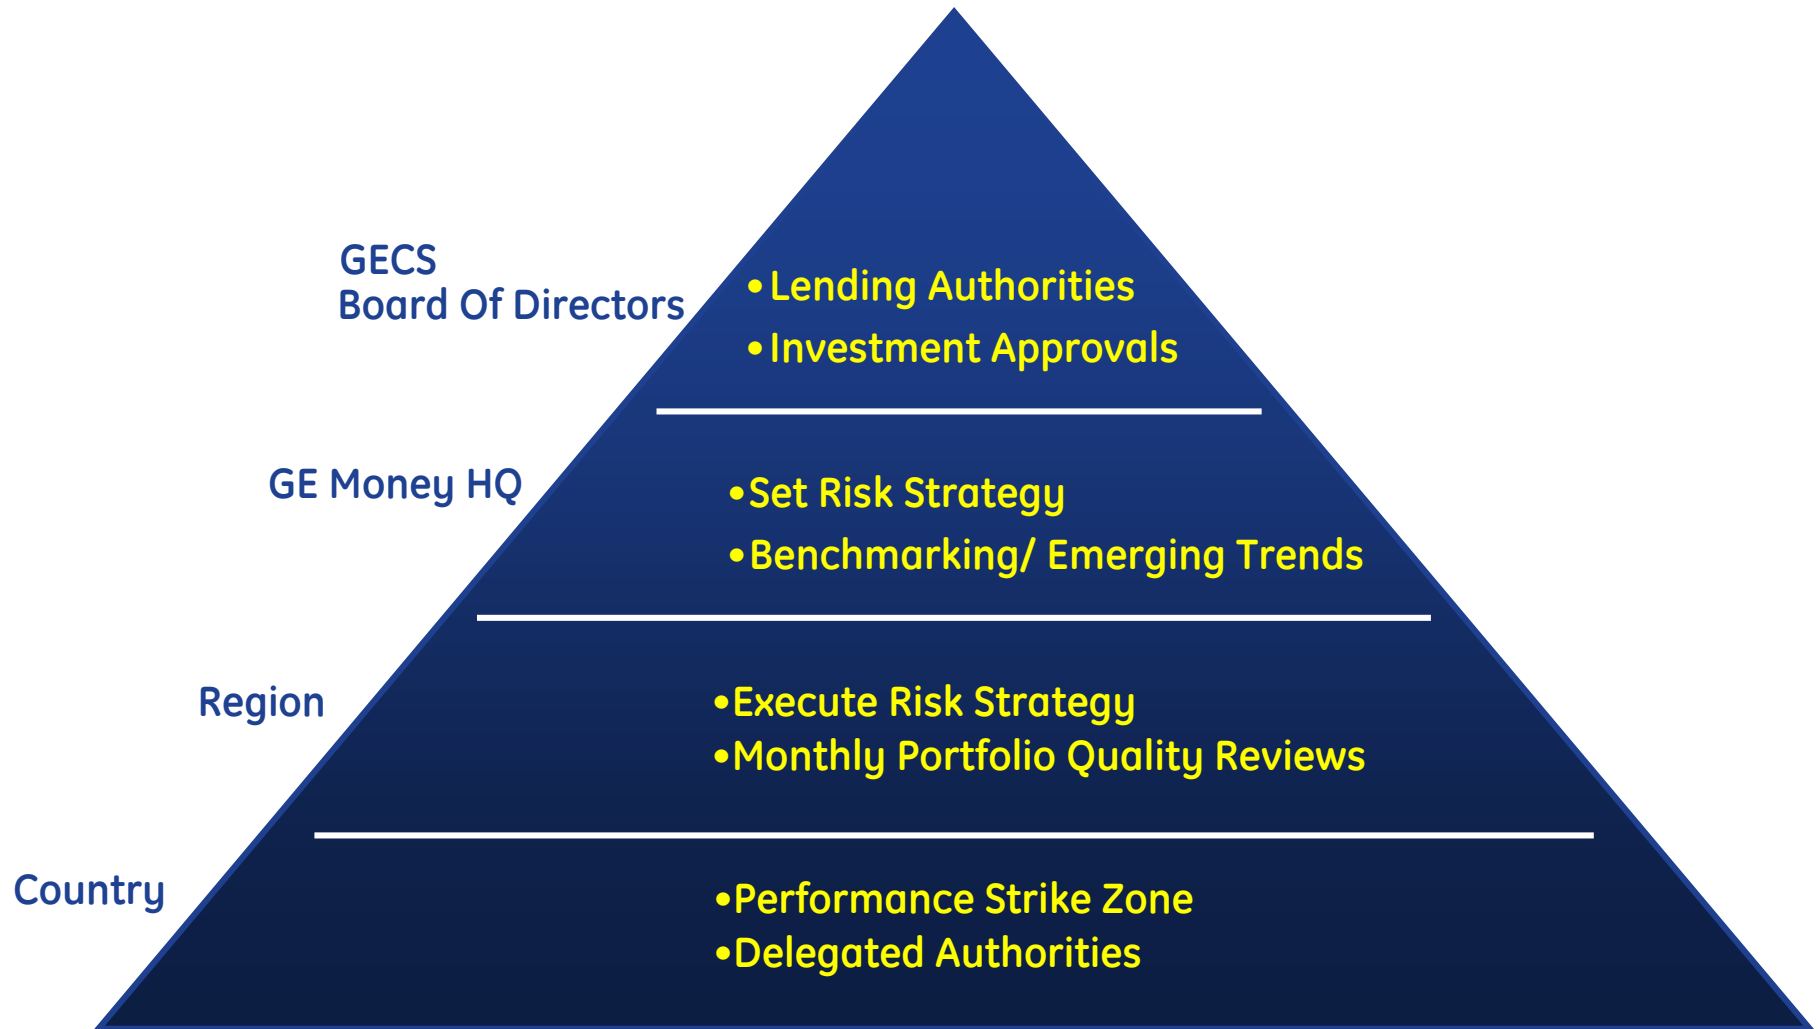 GECS
Board Of Directors
•Lending Authorities
•Investment Approvals
GE Money HQ
•Set Risk Strategy
•Benchmarking/ Emerging Trends
Region
•Execute Risk Strategy
•Monthly Portfolio Quality Reviews
Country
•Performance Strike Zone
•Delegated Authorities